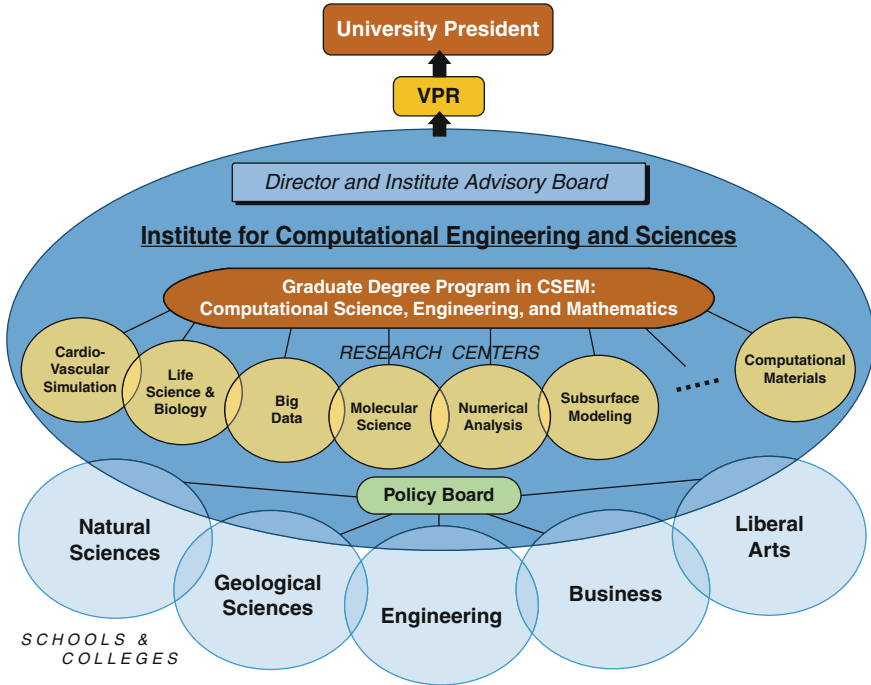 University President
VPR
Director and Institute Advisory Board
Institute for Computational Engineering and Sciences
Graduate Degree Program in CSEM:
Computational Science, Engineering, and Mathematics
RESEARCH CENTERS
Cardio-
Vascular
Simulation
Life
Science &
Biology
Big
Data
Molecular
Science
Numerical
Analysis
Subsurface
Modeling
Computational
Materials
Policy Board
Natural
Sciences
Geological
Sciences
Engineering
Business
Liberal
Arts
SCHOOLS &
COLLEGES